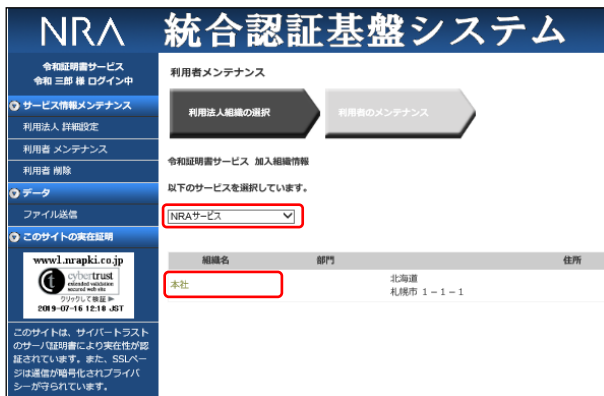 NRA 統合認証基盤システム
令和証明書サービス
令和 三郎 様 ログイン中
サービス情報メンテナンス
利用法人 詳細設定
利用者 メンテナンス
利用者 削除
データ
ファイル送信
このサイトの実在証明
www1.nrapki.co.jp
cybertrust
extended validation
secured web site
クリックして検証
2019-07-16 12:18 JST
このサイトは、サイバートラスト
のサーバ証明書により実在性が認
証されています。また、SSLペー
ジは通信が暗号化されプライバ
シーが守られています。
利用者メンテナンス
利用法人組織の選択
利用者のメンテナンス
令和証明書サービス 加入組織情報
以下のサービスを選択しています。
NRAサービス
組織名 部門 住所
本社 北海道
札幌市 1-1-1